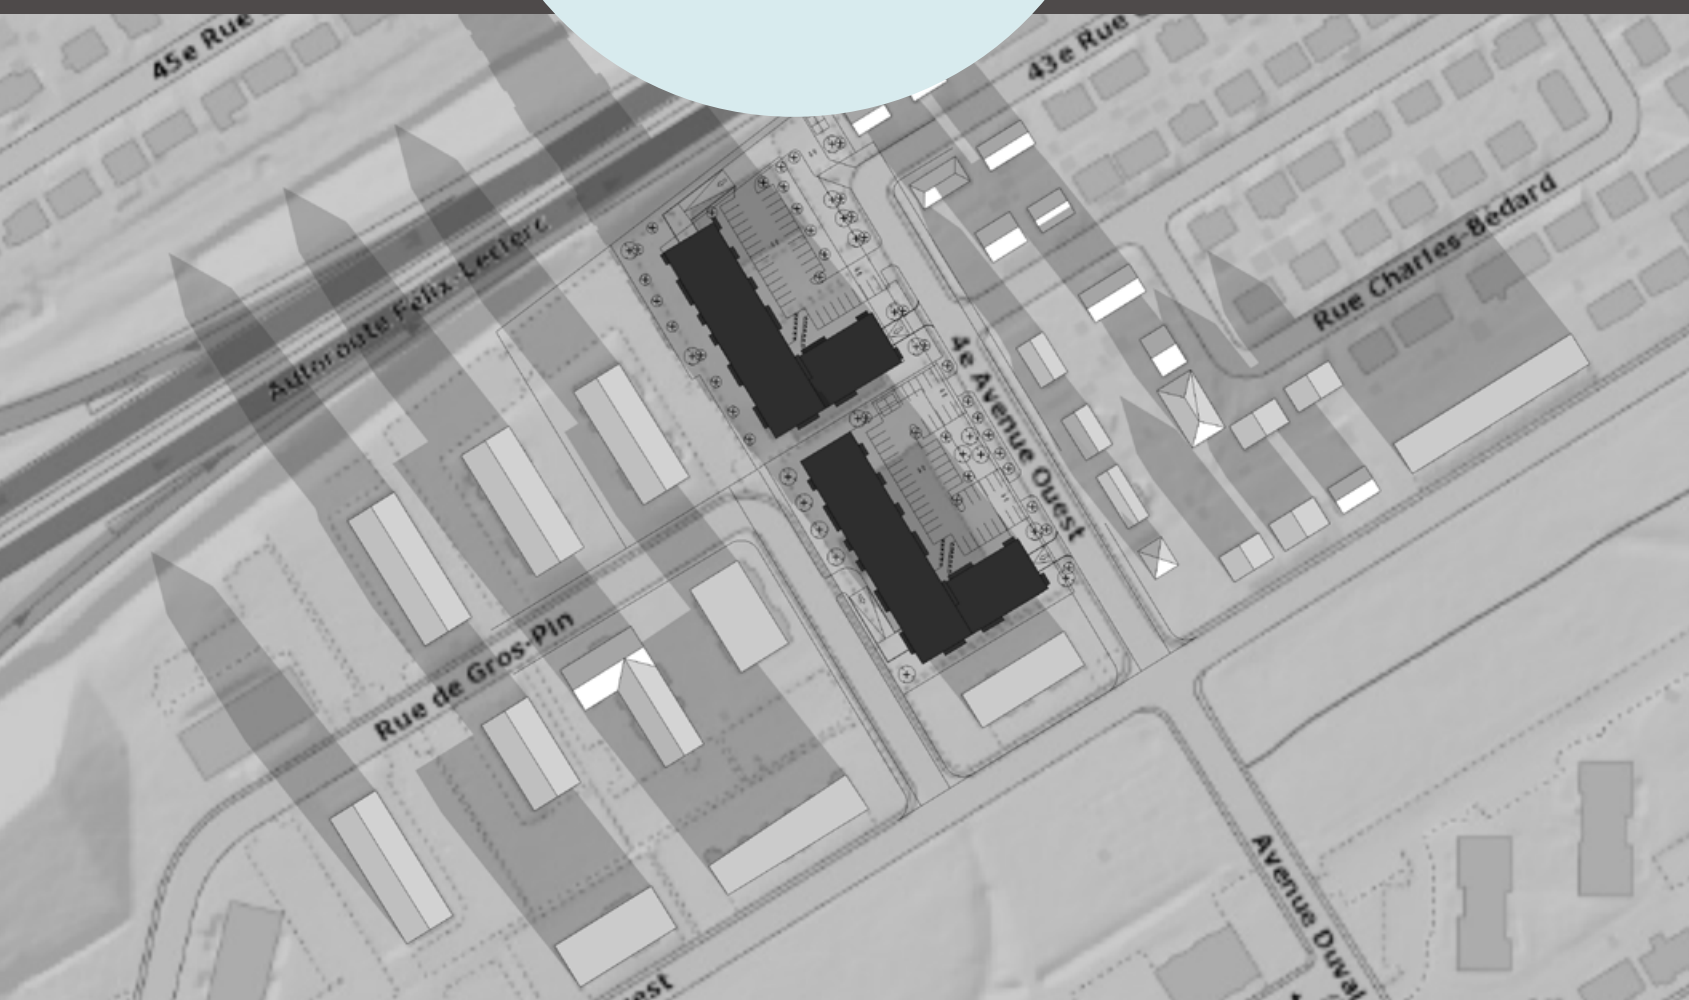 45e Rue
43e Rue
Autoroute Félix-Leclerc
Rue Charles-Bédard
4e Avenue Ouest
Rue de Gros-Pin
Avenue Duval